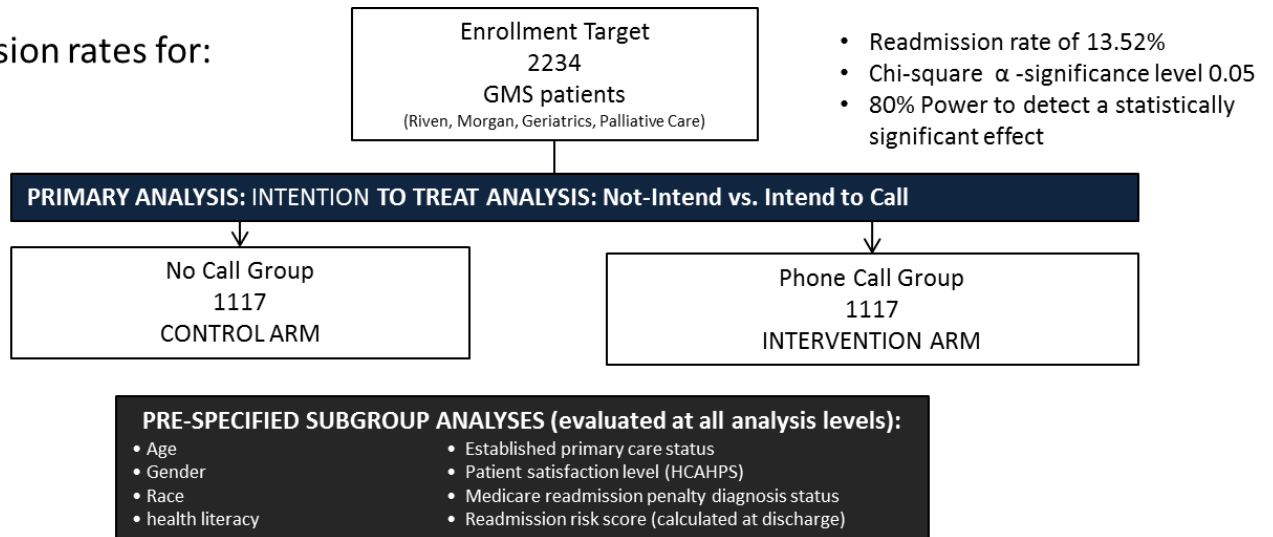 sion rates for:
Enrollment Target
2234
GMS patients
(Riven, Morgan, Geriatrics, Palliative Care)
• Readmission rate of 13.52%
• Chi-square α -significance level 0.05
• 80% Power to detect a statistically
significant effect
PRIMARY ANALYSIS: INTENTION TO TREAT ANALYSIS: Not-Intend vs. Intend to Call
No Call Group
1117
CONTROL ARM
Phone Call Group
1117
INTERVENTION ARM
PRE-SPECIFIED SUBGROUP ANALYSES (evaluated at all analysis levels):
• Age
• Gender
• Race
• health literacy
• Established primary care status
• Patient satisfaction level (HCAHPS)
• Medicare readmission penalty diagnosis status
• Readmission risk score (calculated at discharge)